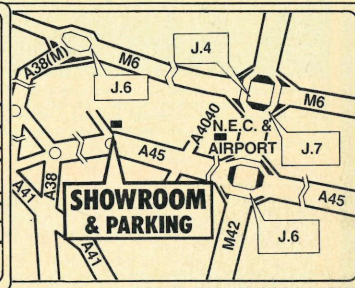 A38(M)
M6
J.4
J.6
M6
A4040
N.E.C. &
AIRPORT
J.7
A45
A41
A38
SHOWROOM
& PARKING
A45
M42
J.6
A41